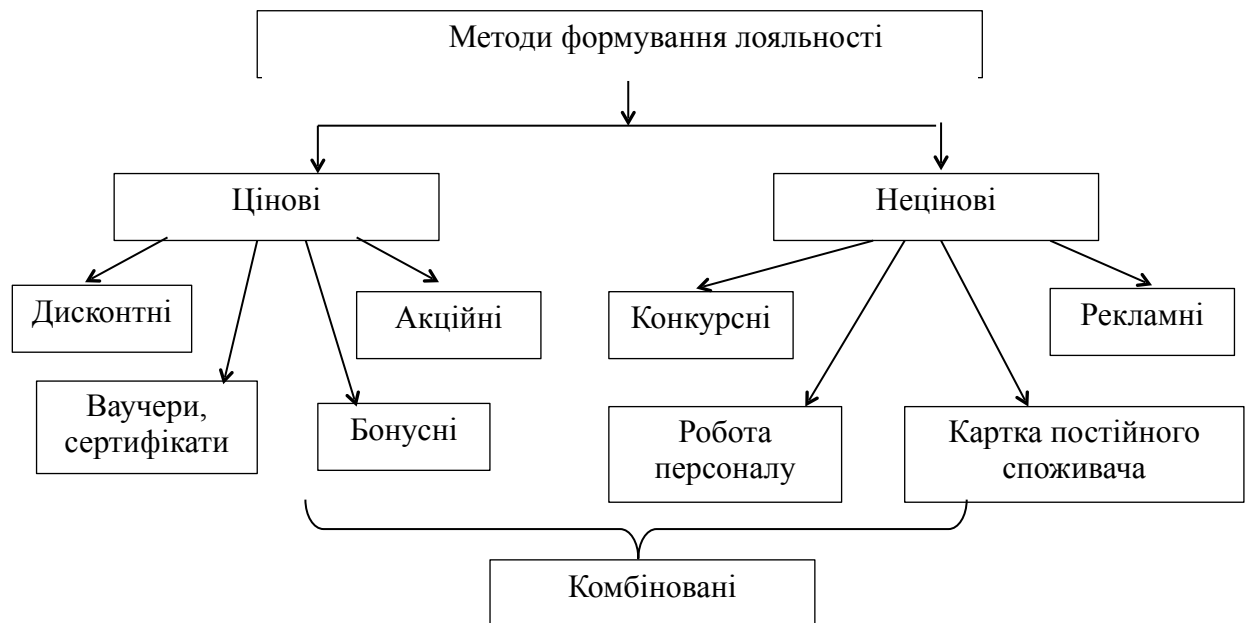 Методи формування лояльності
Цінові
Нецінові
Дисконтні
Акційні
Конкурсні
Рекламні
Ваучери,
сертифікати
Бонусні
Робота
персоналу
Картка постійного
споживача
Комбіновані